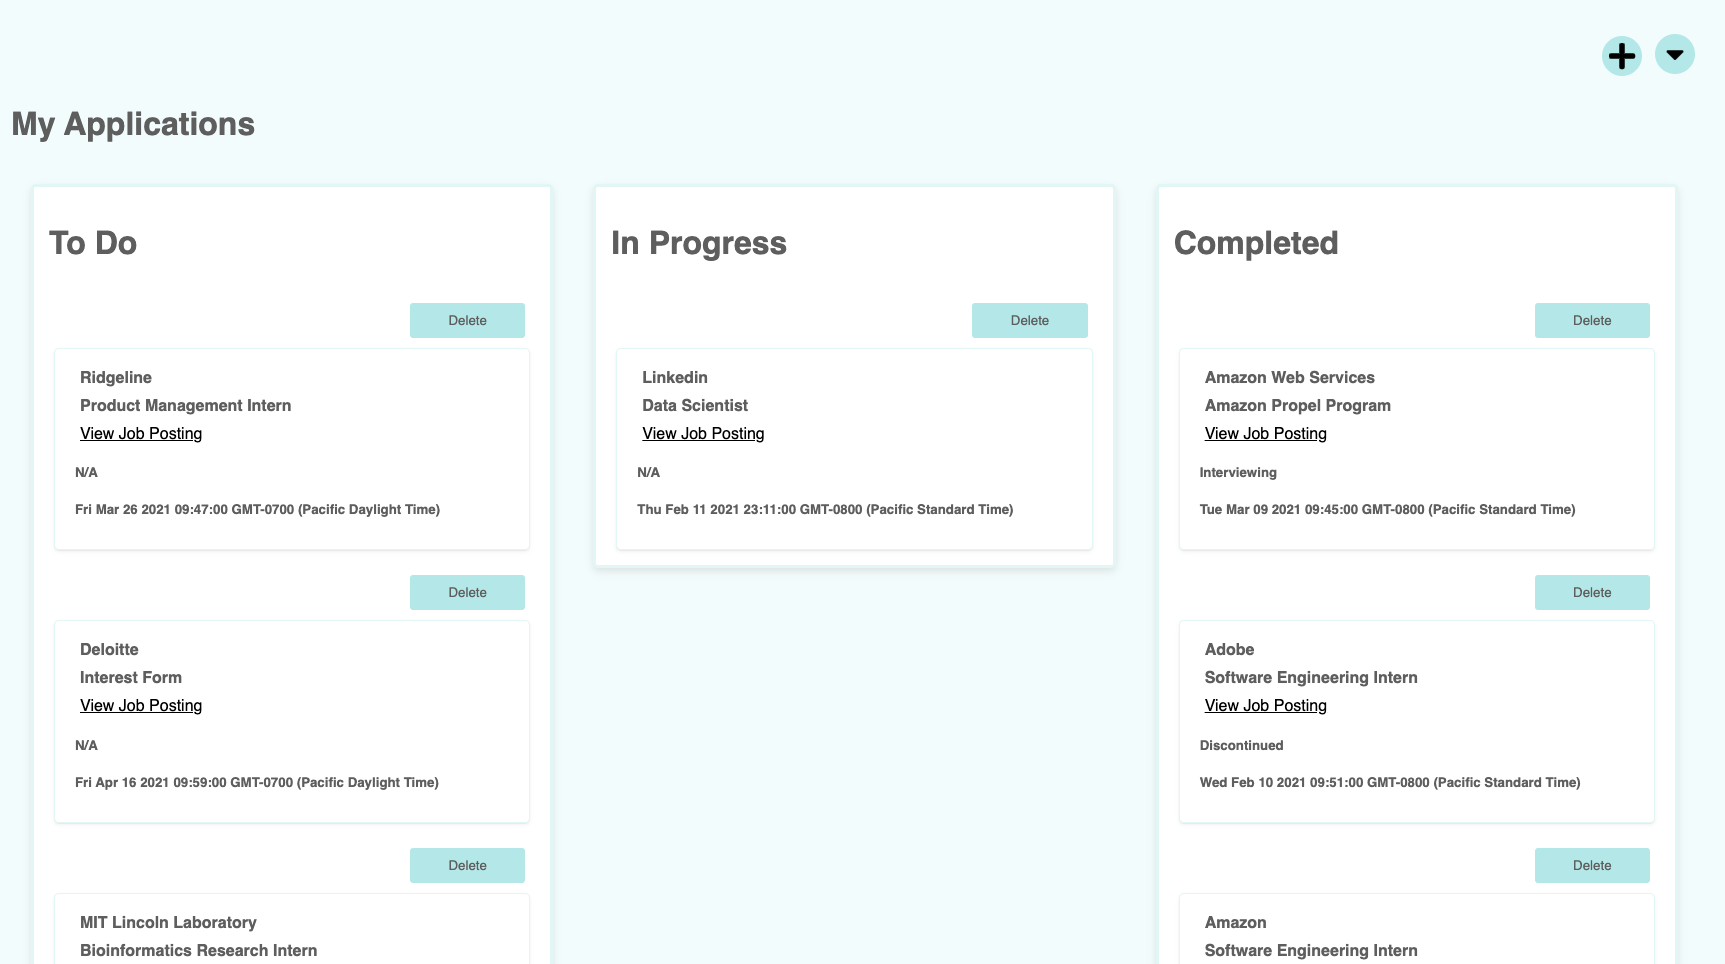 My Applications
To Do
Delete
Ridgeline
Product Management Intern
View Job Posting
N/A
Fri Mar 26 2021 09:47:00 GMT-0700 (Pacific Daylight Time)
Delete
Deloitte
Interest Form
View Job Posting
N/A
Fri Apr 16 2021 09:59:00 GMT-0700 (Pacific Daylight Time)
Delete
MIT Lincoln Laboratory
Bioinformatics Research Intern
In Progress
Delete
Linkedin
Data Scientist
View Job Posting
N/A
Thu Feb 11 2021 23:11:00 GMT-0800 (Pacific Standard Time)
Completed
Delete
Amazon Web Services
Amazon Propel Program
View Job Posting
Interviewing
Tue Mar 09 2021 09:45:00 GMT-0800 (Pacific Standard Time)
Delete
Adobe
Software Engineering Intern
View Job Posting
Discontinued
Wed Feb 10 2021 09:51:00 GMT-0800 (Pacific Standard Time)
Delete
Amazon
Software Engineering Intern